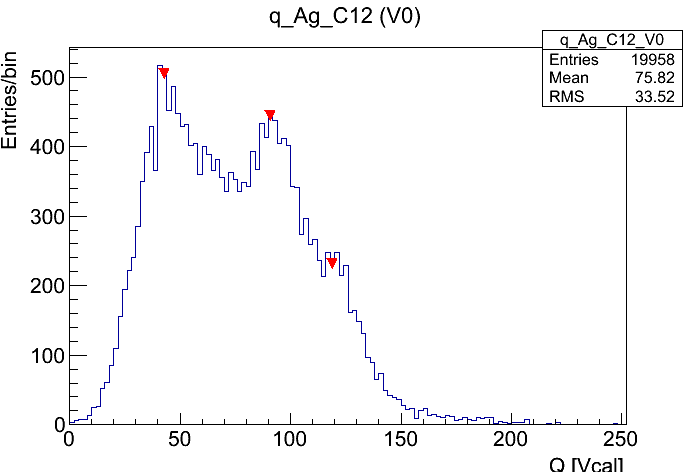 q_Ag_C12 (V0)
q_Ag_C12_V0
Entries 19958
Mean 75.82
RMS 33.52
Entries/bin
500
400
300
200
100
0
0 50 100 150 200 250
Q [Vcal]